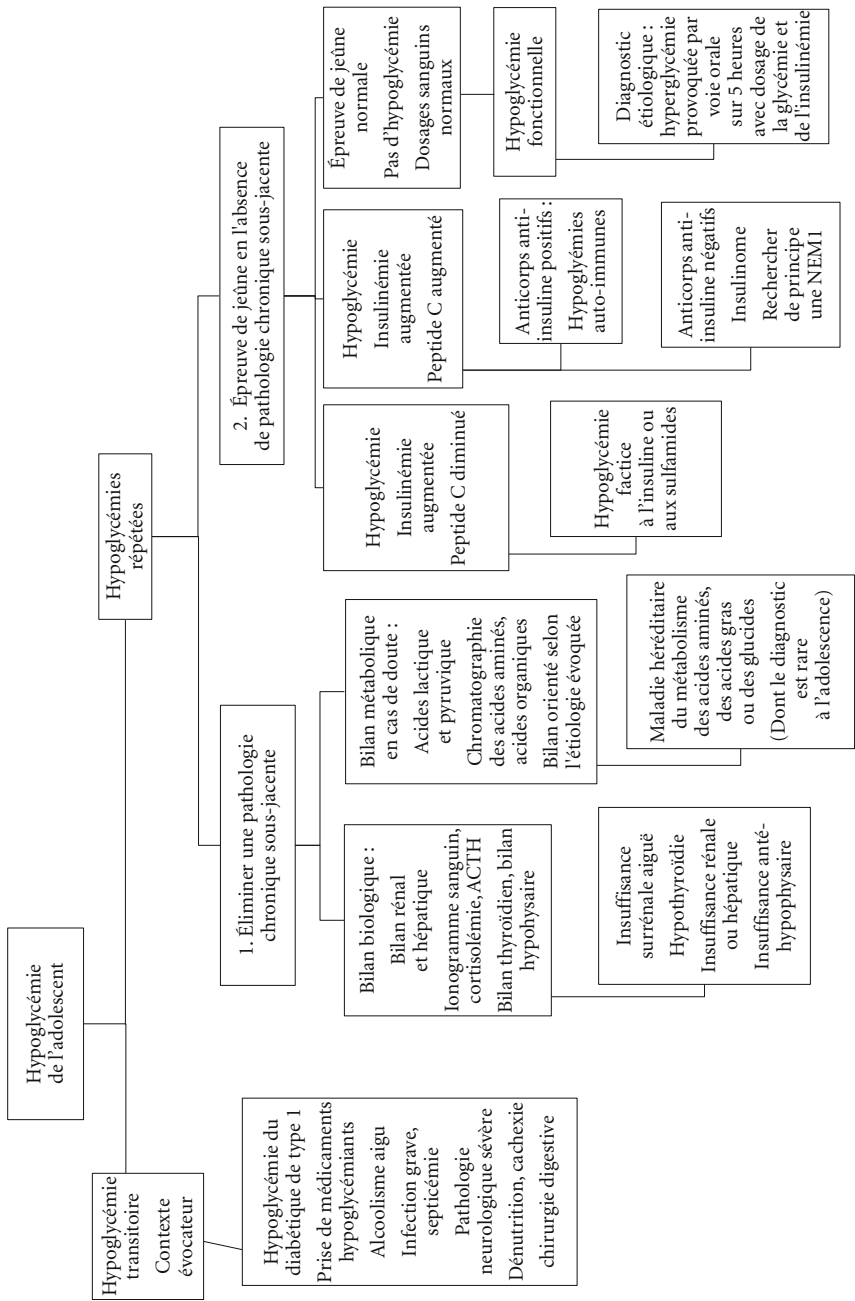 Hypoglycémie
de l'adolescent
Hypoglycémie
transitoire
Contexte
évocateur
Hypoglycémie du
diabétique de type 1
Prise de médicaments
hypoglycémiants
Alcoolisme aigu
Infection grave,
septicémie
Pathologie
neurologique sévère
Dénutrition, cachexie
chirurgie digestive
Hypoglycémies
répétées
1. Éliminer une pathologie
chronique sous-jacente
Bilan biologique :
Bilan rénal
et hépatique
Ionogramme sanguin,
cortisolémie, ACTH
Bilan thyroïdien, bilan
hypohysaire
Insuffisance
surrénale aiguë
Hypothyroïdie
Insuffisance rénale
ou hépatique
Insuffisance anté-
hypophysaire
Bilan métabolique
en cas de doute :
Acides lactique
et pyruvique
Chromatographie
des acides aminés,
acides organiques
Bilan orienté selon
l'étiologie évoquée
Maladie héréditaire
du métabolisme
des acides aminés,
des acides gras
ou des glucides
(Dont le diagnostic
est rare
à l'adolescence)
2. Épreuve de jeûne en l'absence
de pathologie chronique sous-jacente
Hypoglycémie
Insulinémie
augmentée
Peptide C diminué
Hypoglycémie
factice
à l'insuline ou
aux sulfamides
Hypoglycémie
Insulinémie
augmentée
Peptide C augmenté
Anticorps anti-
insuline positifs :
Hypoglyémies
auto-immunes
Anticorps anti-
insuline négatifs
Insulinome
Rechercher
de principe
une NEM1
Épreuve de jeûne
normale
Pas d'hypoglycémie
Dosages sanguins
normaux
Hypoglycémie
fonctionnelle
Diagnostic
étiologique :
hyperglycémie
provoquée par
voie orale
sur 5 heures
avec dosage de
la glycémie et
de l'insulinémie